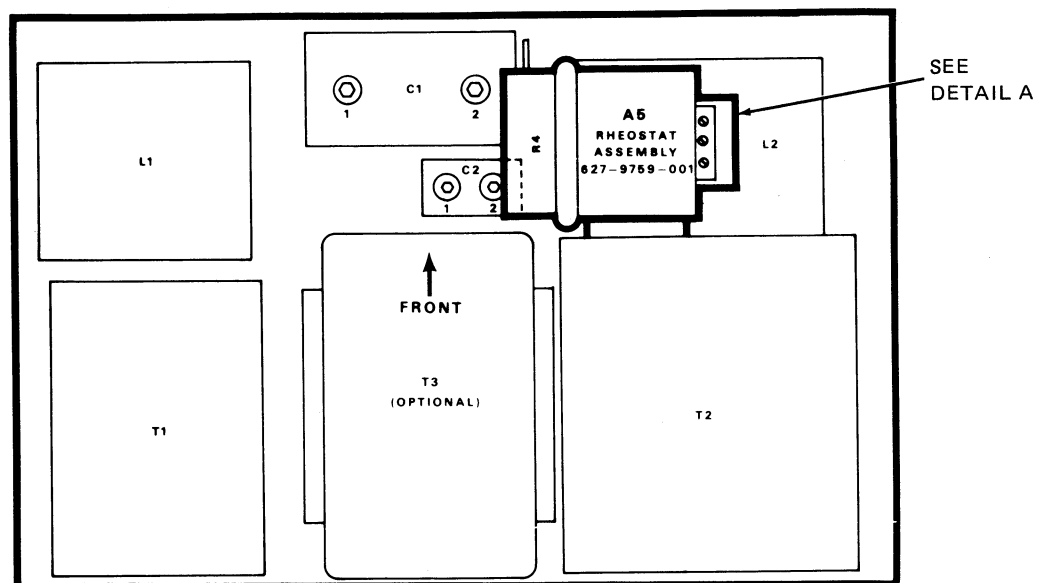 SEE
DETAIL A
L1
C1
1
2
R4
A5
RHEOSTAT
ASSEMBLY
627-9759-001
L2
C2
1
2
FRONT
T3
(OPTIONAL)
T1
T2